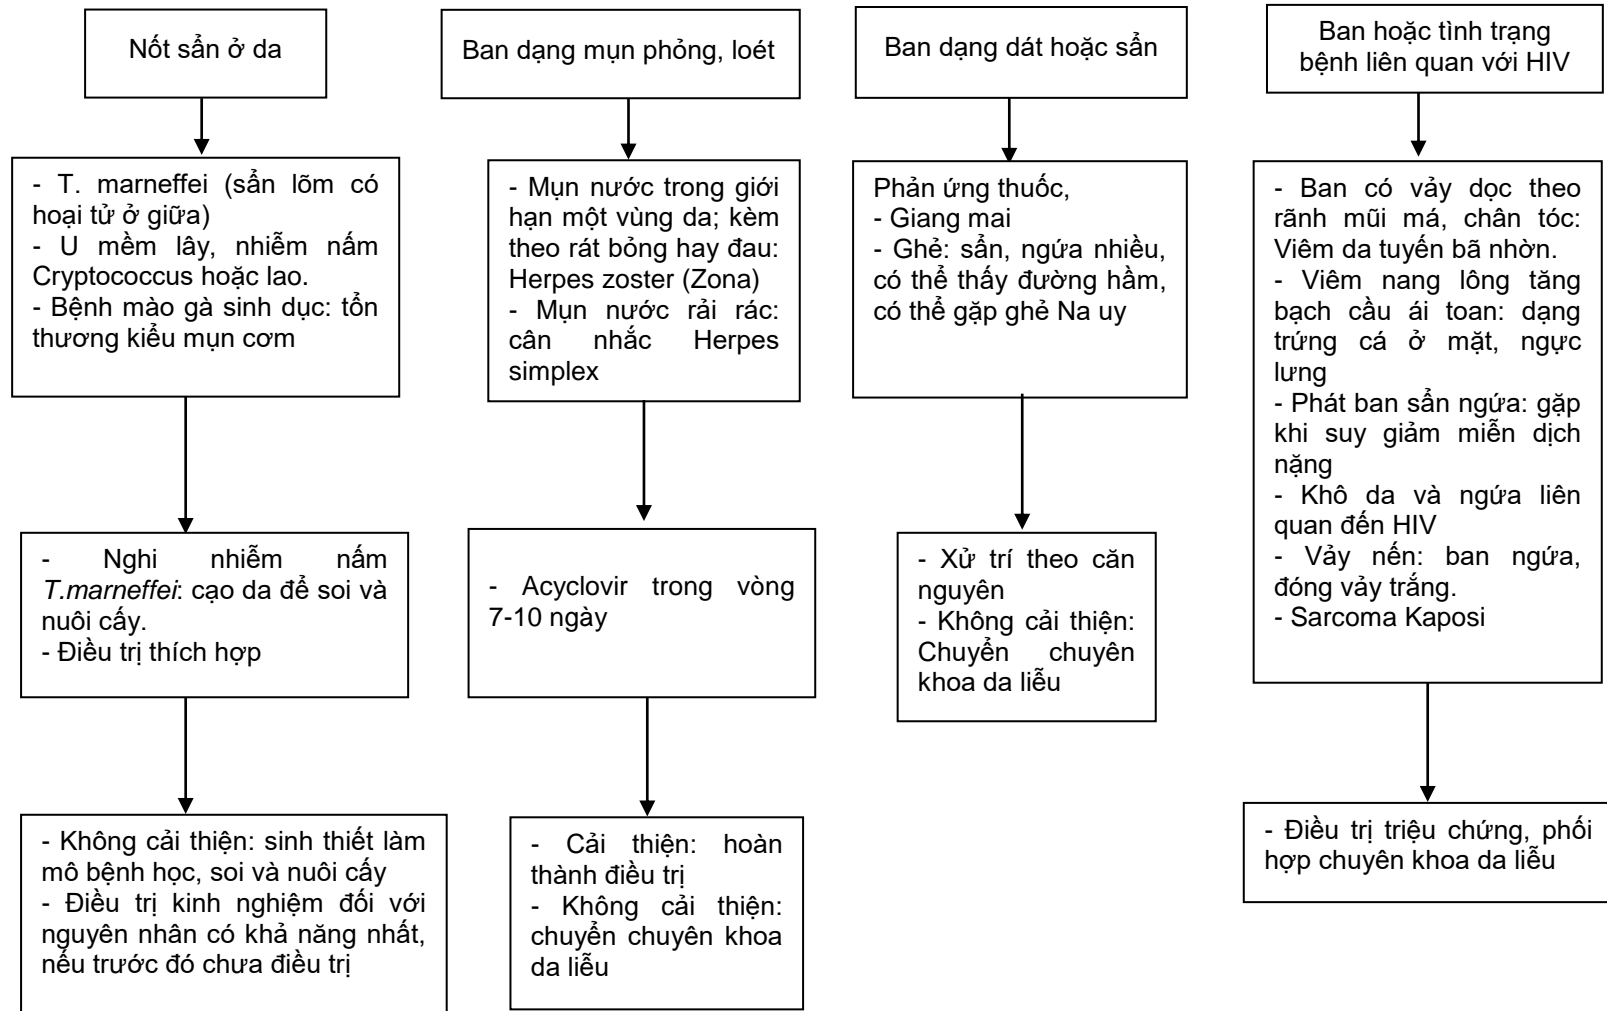 Nốt sẩn ở da
- T. marneffei (sẩn lõm có
hoại tử ở giữa)
- U mềm lây, nhiễm nấm
Cryptococcus hoặc lao.
- Bệnh mào gà sinh dục: tổn
thương kiểu mụn cơm
- Nghi nhiễm nấm
T.marneffei: cạo da để soi và
nuôi cấy.
- Điều trị thích hợp
- Không cải thiện: sinh thiết làm
mô bệnh học, soi và nuôi cấy
- Điều trị kinh nghiệm đối với
nguyên nhân có khả năng nhất,
nếu trước đó chưa điều trị
Ban dạng mụn phỏng, loét
- Mụn nước trong giới
hạn một vùng da; kèm
theo rát bỏng hay đau:
Herpes zoster (Zona)
- Mụn nước rải rác:
cân nhắc Herpes
simplex
- Acyclovir trong vòng
7-10 ngày
- Cải thiện: hoàn
thành điều trị
- Không cải thiện:
chuyển chuyên khoa
da liễu
Ban dạng dát hoặc sẩn
Phản ứng thuốc,
- Giang mai
- Ghẻ: sẩn, ngứa nhiều,
có thể thấy đường hầm,
có thể gặp ghẻ Na uy
- Xử trí theo căn
nguyên
- Không cải thiện:
Chuyển chuyên
khoa da liễu
Ban hoặc tình trạng
bệnh liên quan với HIV
- Ban có vảy dọc theo
rãnh mũi má, chân tóc:
Viêm da tuyến bã nhờn.
- Viêm nang lông tăng
bạch cầu ái toan: dạng
trứng cá ở mặt, ngực
lưng
- Phát ban sẩn ngứa: gặp
khi suy giảm miễn dịch
nặng
- Khô da và ngứa liên
quan đến HIV
- Vảy nến: ban ngứa,
đóng vảy trắng.
- Sarcoma Kaposi
- Điều trị triệu chứng, phối
hợp chuyên khoa da liễu